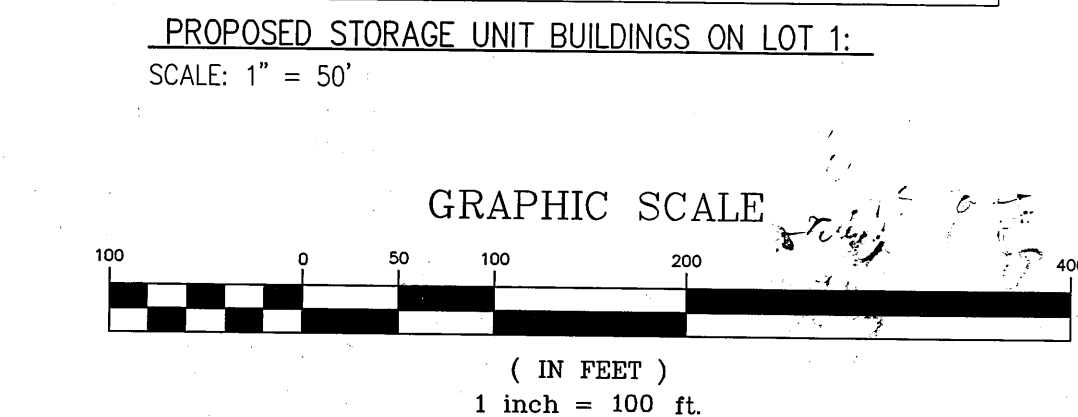 PROPOSED STORAGE UNIT BUILDINGS ON LOT 1:
SCALE: 1" = 50'
GRAPHIC SCALE
100 0 50 100 200 400
( IN FEET )
1 inch = 100 ft.